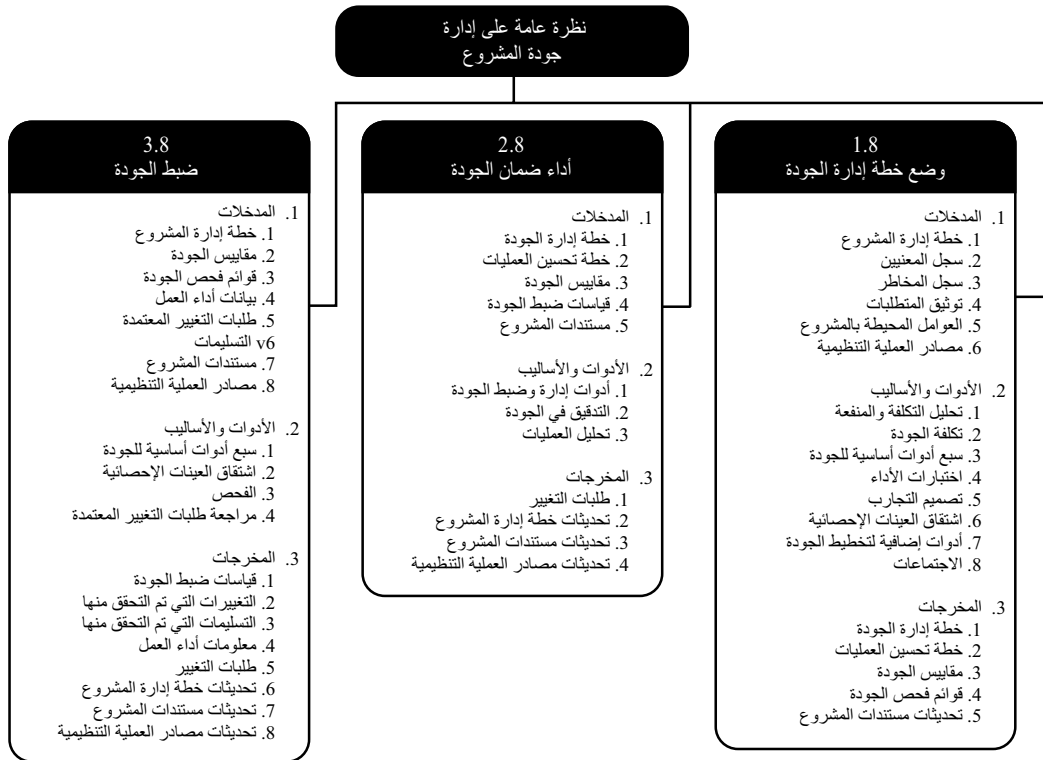 نظرة عامة على إدارة
جودة المشروع
1.8
وضع خطة إدارة الجودة
1. المدخلات
1. خطة إدارة المشروع
2. سجل المعنيين
3. سجل المخاطر
4. توثيق المتطلبات
5. العوامل المحيطة بالمشروع
6. مصادر العملية التنظيمية
2. الأدوات والأساليب
1. تحليل التكلفة والمنفعة
2. تكلفة الجودة
3. سبع أدوات أساسية للجودة
4. اختبارات الأداء
5. تصميم التجارب
6. اشتقاق العينات الإحصائية
7. أدوات إضافية لتخطيط الجودة
8. الاجتماعات
3. المخرجات
1. خطة إدارة الجودة
2. خطة تحسين العمليات
3. مقاييس الجودة
4. قوائم فحص الجودة
5. تحديثات مستندات المشروع
2.8
أداء ضمان الجودة
1. المدخلات
1. خطة إدارة الجودة
2. خطة تحسين العمليات
3. مقاييس الجودة
4. قياسات ضبط الجودة
5. مستندات المشروع
2. الأدوات والأساليب
1. أدوات إدارة وضبط الجودة
2. التدقيق في الجودة
3. تحليل العمليات
3. المخرجات
1. طلبات التغيير
2. تحديثات خطة إدارة المشروع
3. تحديثات مستندات المشروع
4. تحديثات مصادر العملية التنظيمية
3.8
ضبط الجودة
1. المدخلات
1. خطة إدارة المشروع
2. مقاييس الجودة
3. قوائم فحص الجودة
4. بيانات أداء العمل
5. طلبات التغيير المعتمدة
v6 التسليمات
7. مستندات المشروع
8. مصادر العملية التنظيمية
2. الأدوات والأساليب
1. سبع أدوات أساسية للجودة
2. اشتقاق العينات الإحصائية
3. الفحص
4. مراجعة طلبات التغيير المعتمدة
3. المخرجات
1. قياسات ضبط الجودة
2. التغييرات التي تم التحقق منها
3. التسليمات التي تم التحقق منها
4. معلومات أداء العمل
5. طلبات التغيير
6. تحديثات خطة إدارة المشروع
7. تحديثات مستندات المشروع
8. تحديثات مصادر العملية التنظيمية